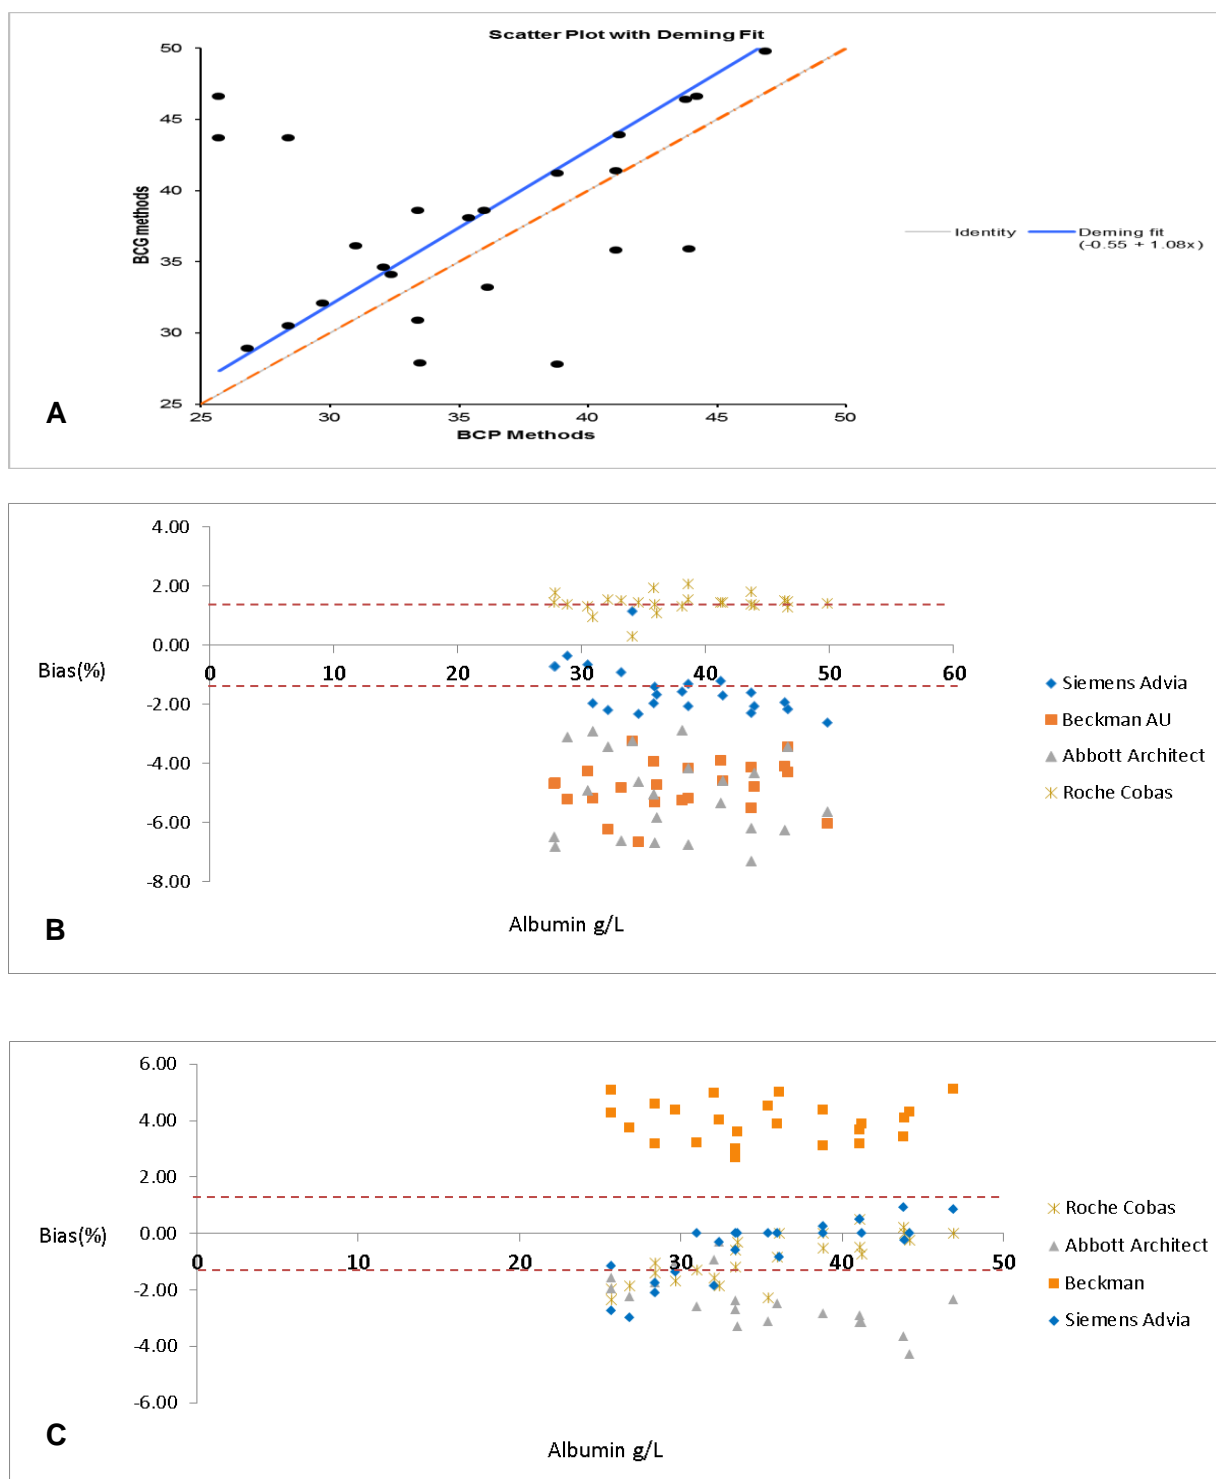 Scatter Plot with Deming Fit
50
45
40
35
30
25
BCG methods
25 30 35 40 45 50
BCP Methods
Identity Deming fit
(-0.55 + 1.08x)
A
4.00
2.00
0.00
-2.00
-4.00
-6.00
-8.00
Bias(%)
0 10 20 30 40 50 60
Siemens Advia
Beckman AU
Abbott Architect
Roche Cobas
Albumin g/L
B
6.00
4.00
2.00
0.00
-2.00
-4.00
-6.00
Bias(%)
0 10 20 30 40 50
Roche Cobas
Abbott Architect
Beckman
Siemens Advia
Albumin g/L
C